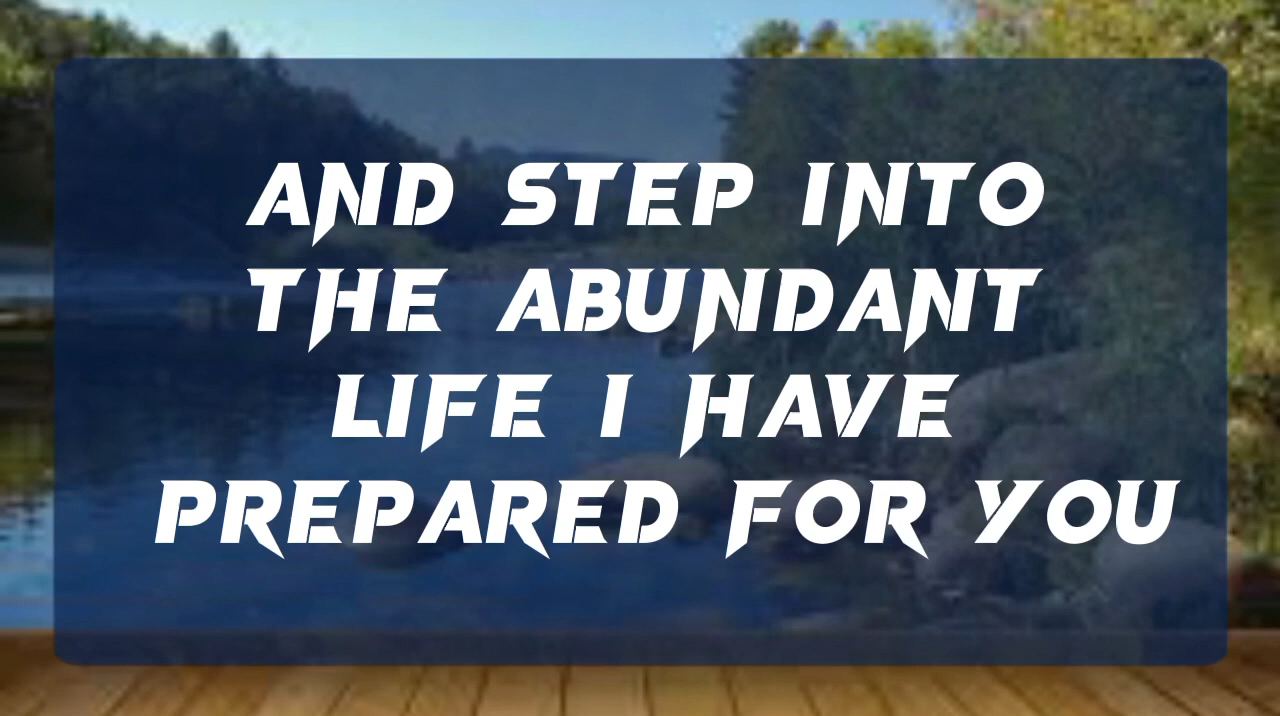 AND STEP INTO
THE ABUNDANT
LIFE I HAVE
PREPARED FOR YOU